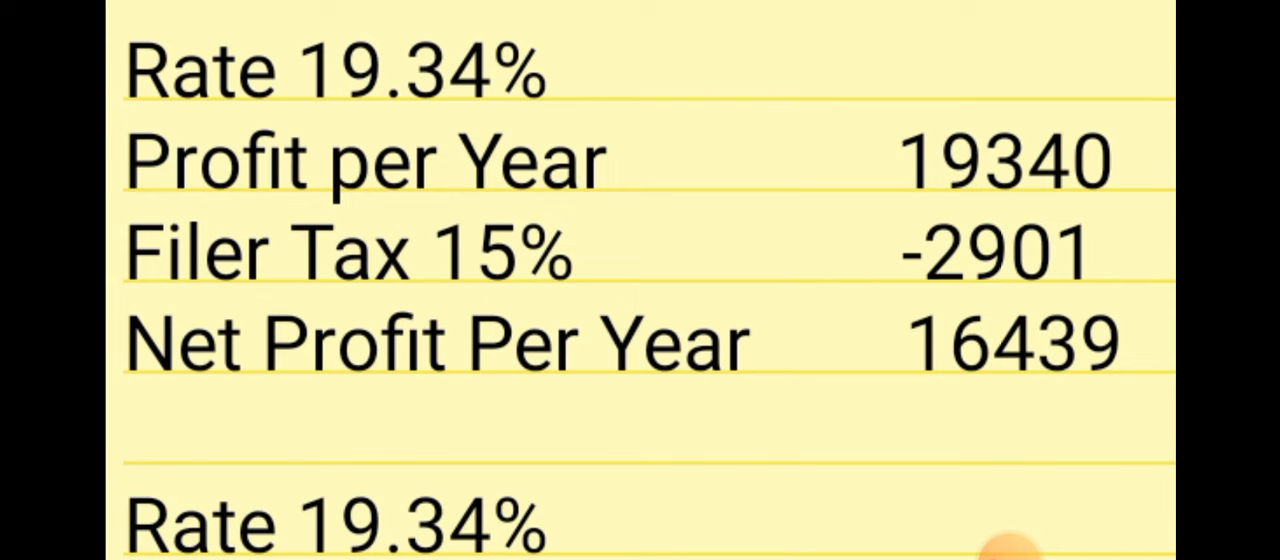 Rate 19.34%
Profit per Year 19340
Filer Tax 15% -2901
Net Profit Per Year 16439
Rate 19.34%